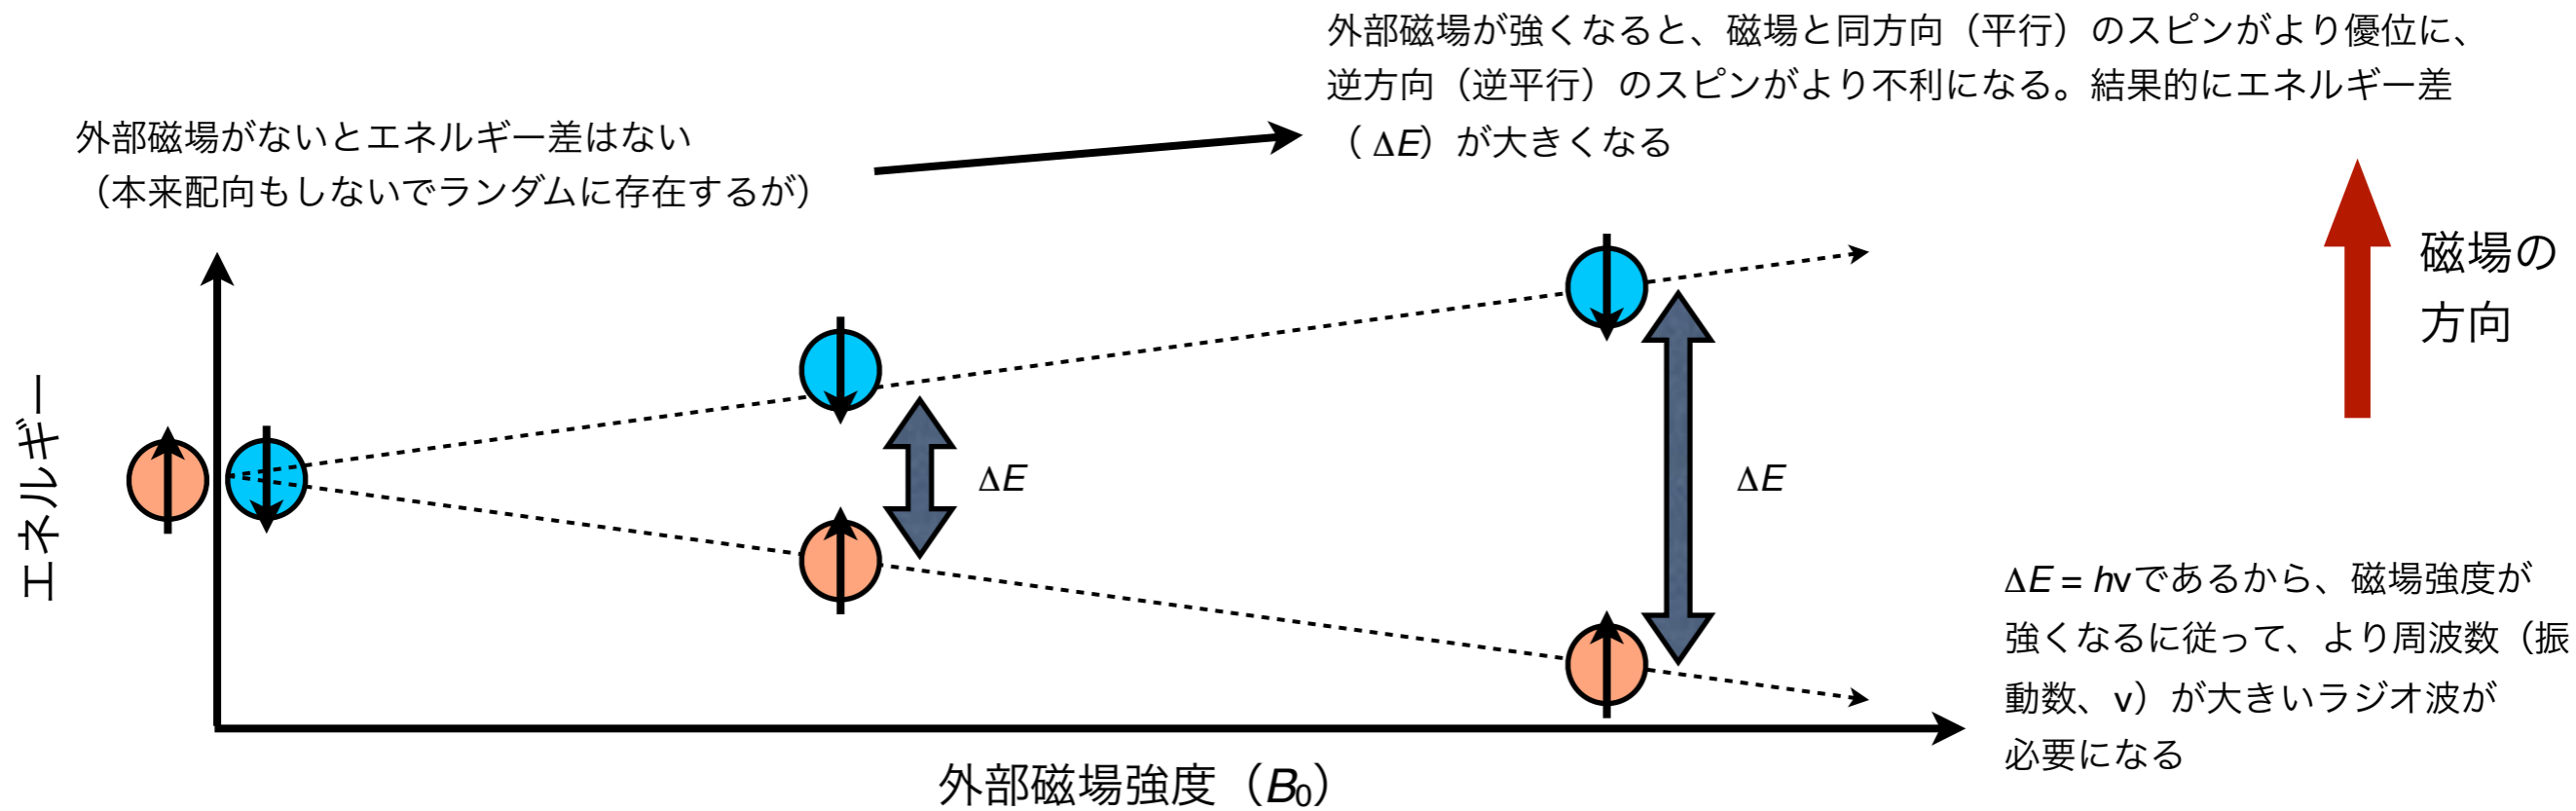 外部磁場が強くなると、磁場と同方向（平行）のスピンがより優位に、
逆方向（逆平行）のスピンがより不利になる。結果的にエネルギー差
（ ΔE）が大きくなる
外部磁場がないとエネルギー差はない
（本来配向もしないでランダムに存在するが）
磁場の
方向
エネルギー
ΔE
ΔE
ΔE = hvであるから、磁場強度が
強くなるに従って、より周波数（振
動数、v）が大きいラジオ波が
必要になる
外部磁場強度（B₀）